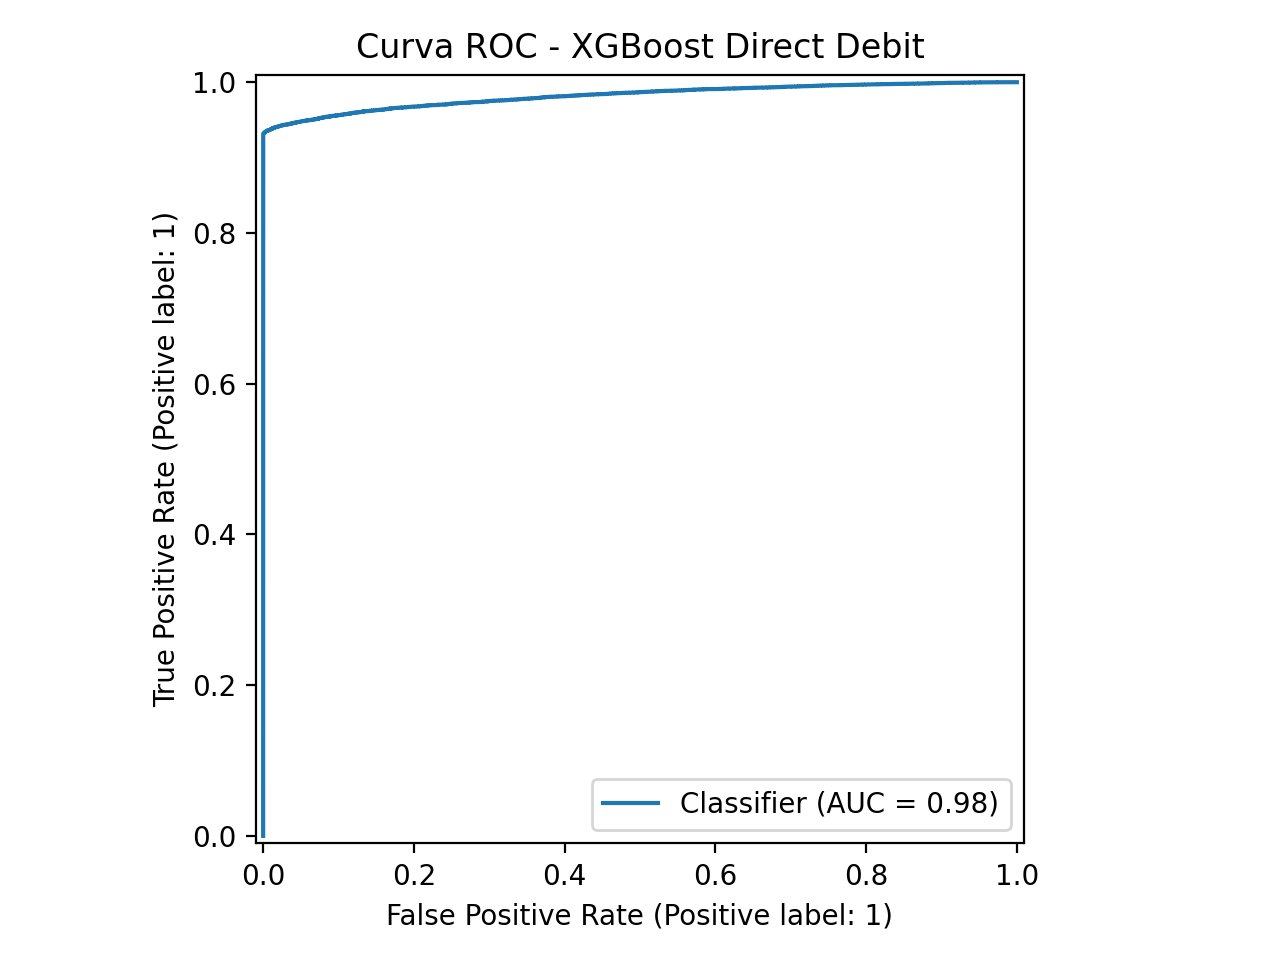 Curva ROC - XGBoost Direct Debit
1.0
0.8
0.6
0.4
0.2
0.0
True Positive Rate (Positive label: 1)
Classifier (AUC = 0.98)
0.0 0.2 0.4 0.6 0.8 1.0
False Positive Rate (Positive label: 1)